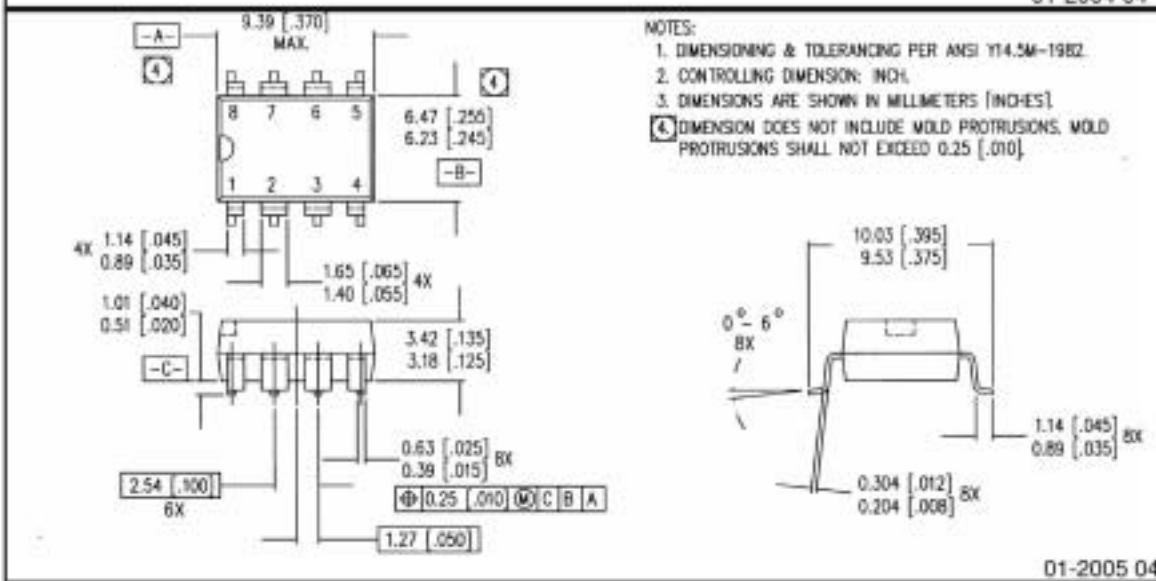 -A-
9.39 [.370]
MAX.
4.
4
8 7 6 5
1 2 3 4
6.47 [.255]
6.23 [.245]
-B-
4X 1.14 [.045]
0.89 [.035]
1.65 [.065] 4X
1.40 [.055]
1.01 [.040]
0.51 [.020]
-C-
3.42 [.135]
3.18 [.125]
0.63 [.025] 8X
0.39 [.015]
2.54 [.100]
6X
⌖ 0.25 [.010] Ⓜ C B A
1.27 [.050]
NOTES:
1. DIMENSIONING & TOLERANCING PER ANSI Y14.5M-1982.
2. CONTROLLING DIMENSION: INCH.
3. DIMENSIONS ARE SHOWN IN MILLIMETERS [INCHES].
4. DIMENSION DOES NOT INCLUDE MOLD PROTRUSIONS. MOLD
PROTRUSIONS SHALL NOT EXCEED 0.25 [.010].
10.03 [.395]
9.53 [.375]
0°- 6°
8X
1.14 [.045] 8X
0.89 [.035]
0.304 [.012] 8X
0.204 [.008]
01-2005 04